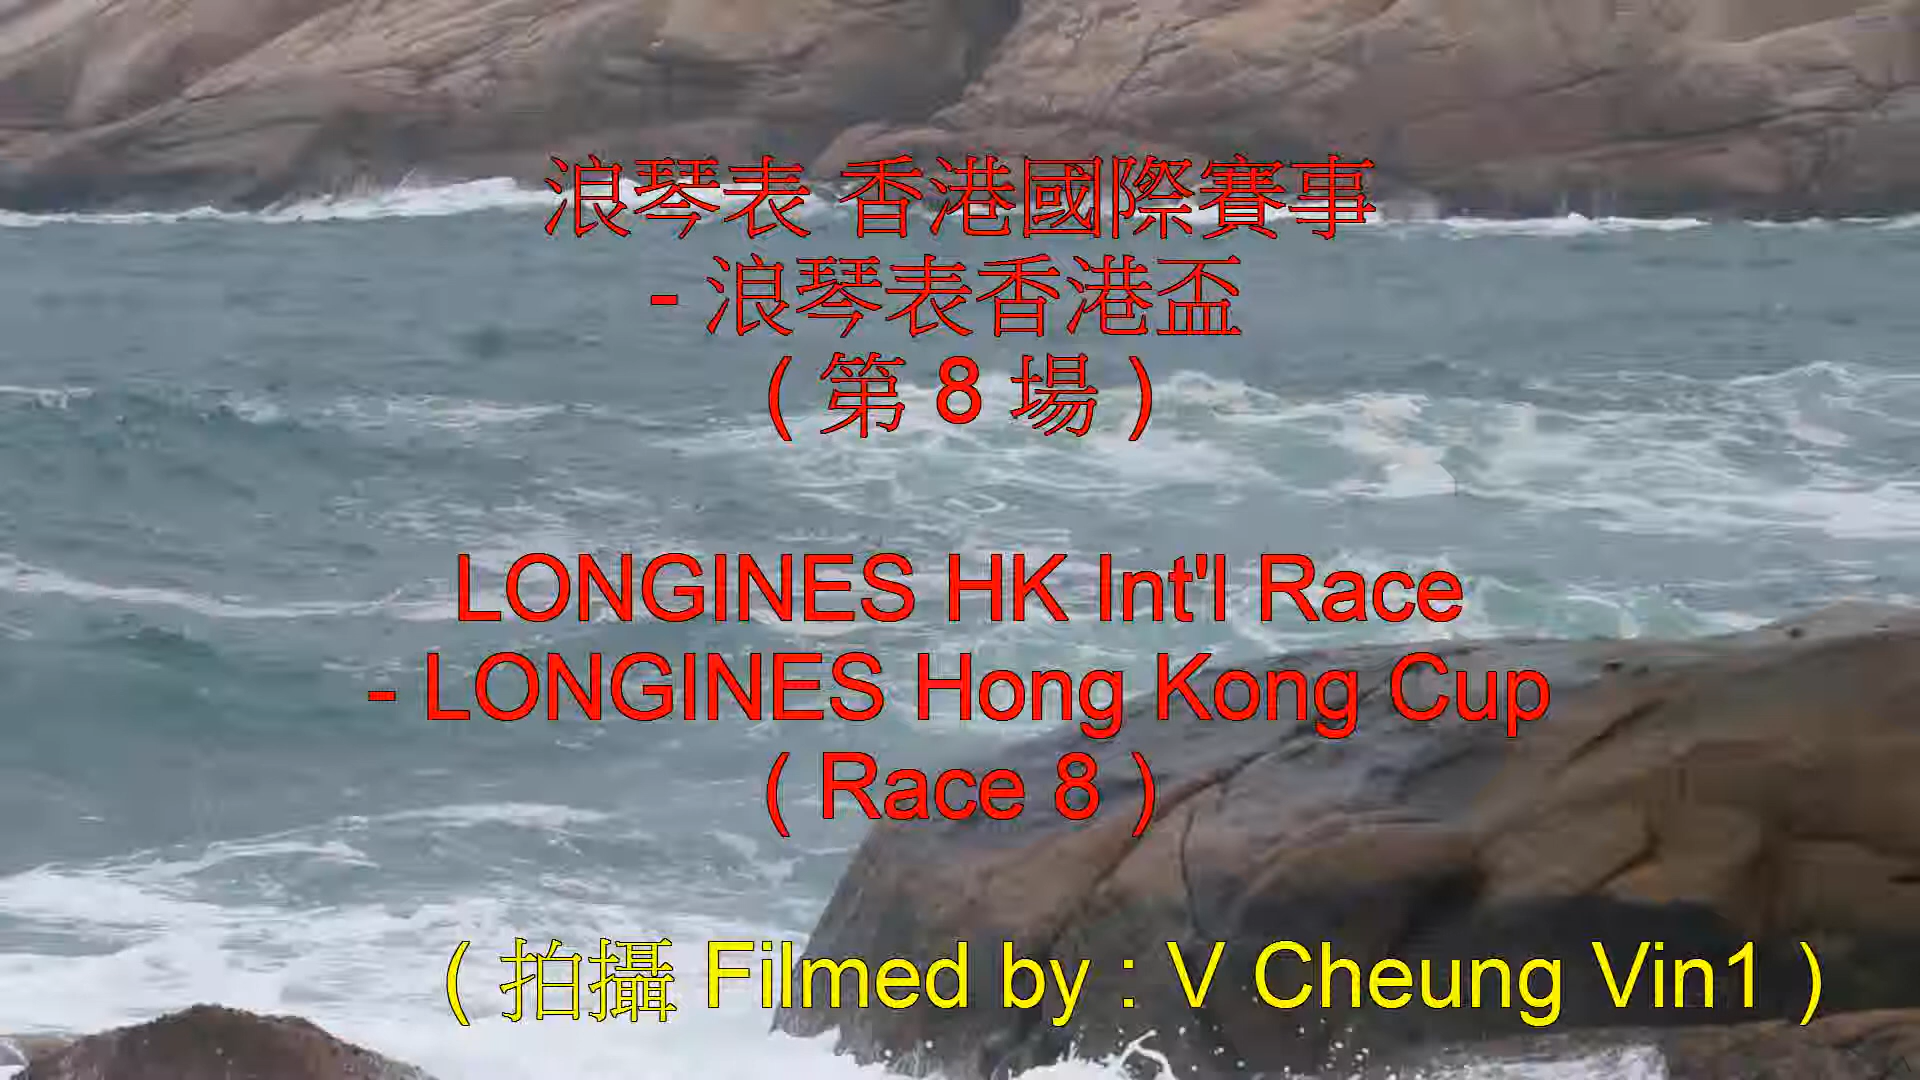 浪琴表 香港國際賽事
- 浪琴表香港盃
( 第 8 場 )
LONGINES HK Int'l Race
- LONGINES Hong Kong Cup
( Race 8 )
( 拍攝 Filmed by : V Cheung Vin1 )